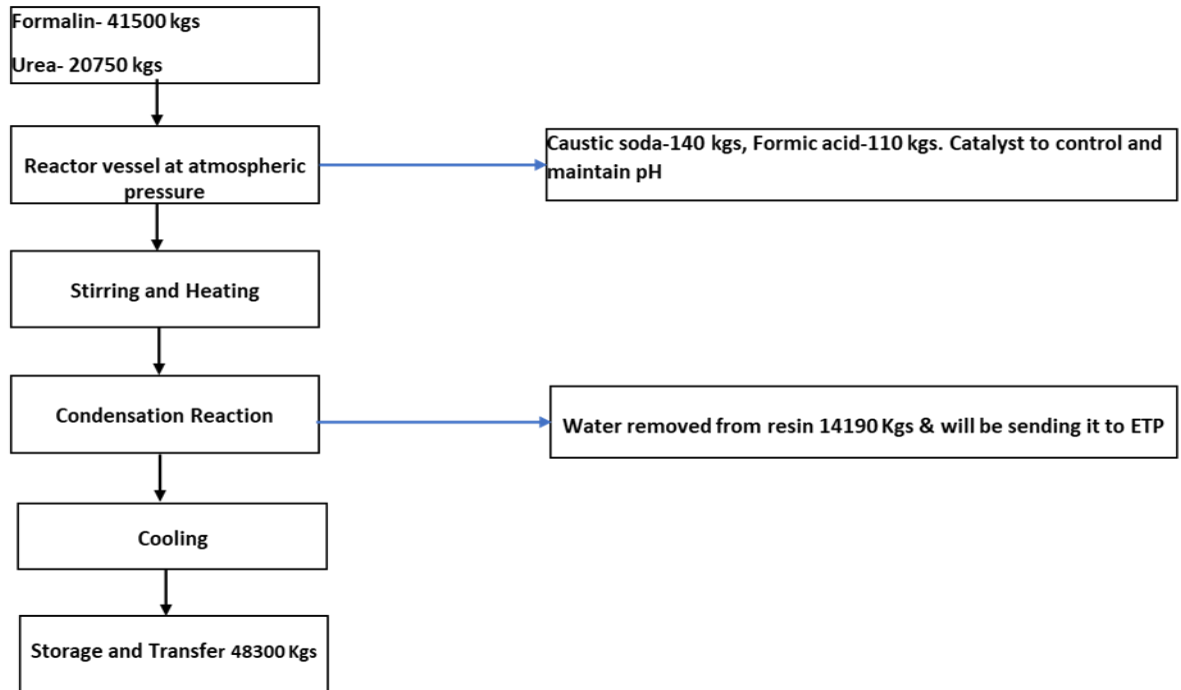 Formalin- 41500 kgs
Urea- 20750 kgs
Reactor vessel at atmospheric
pressure
Caustic soda-140 kgs, Formic acid-110 kgs. Catalyst to control and
maintain pH
Stirring and Heating
Condensation Reaction
Water removed from resin 14190 Kgs & will be sending it to ETP
Cooling
Storage and Transfer 48300 Kgs